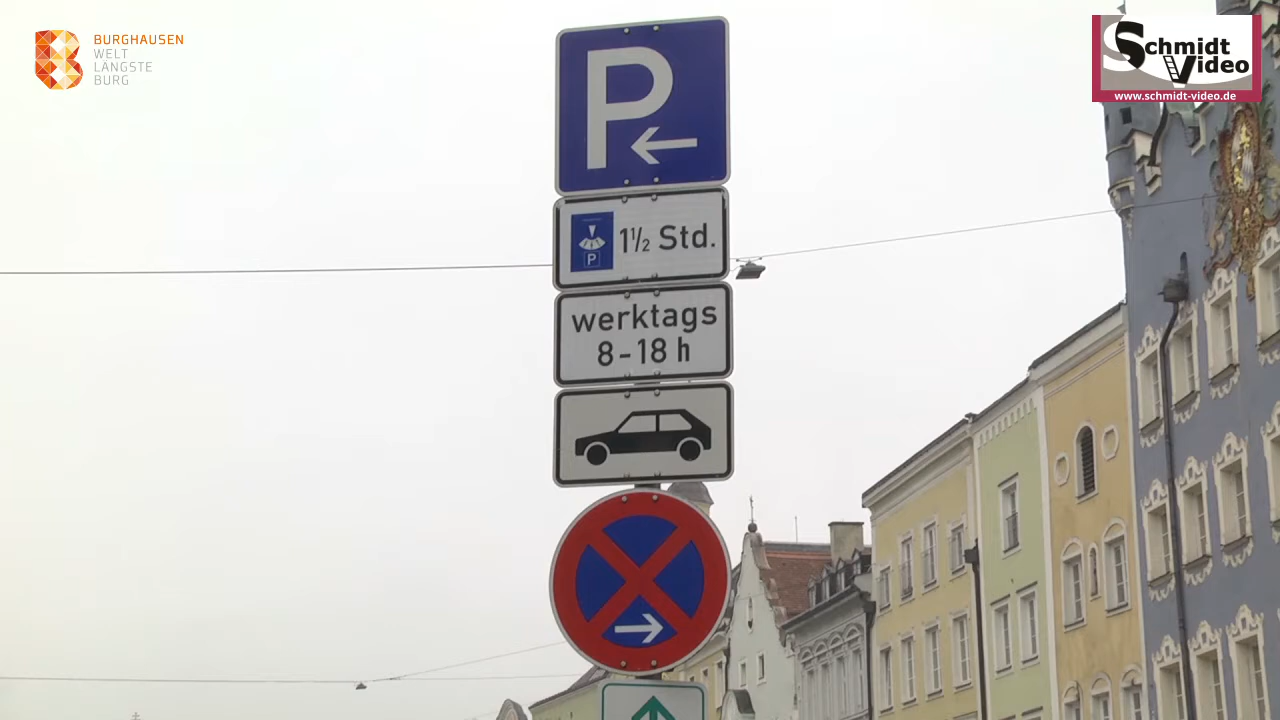 BURGHAUSEN
WELT
LÄNGSTE
BURG
Schmidt
Video
www.schmidt-video.de
P
P
1½ Std.
werktags
8-18 h